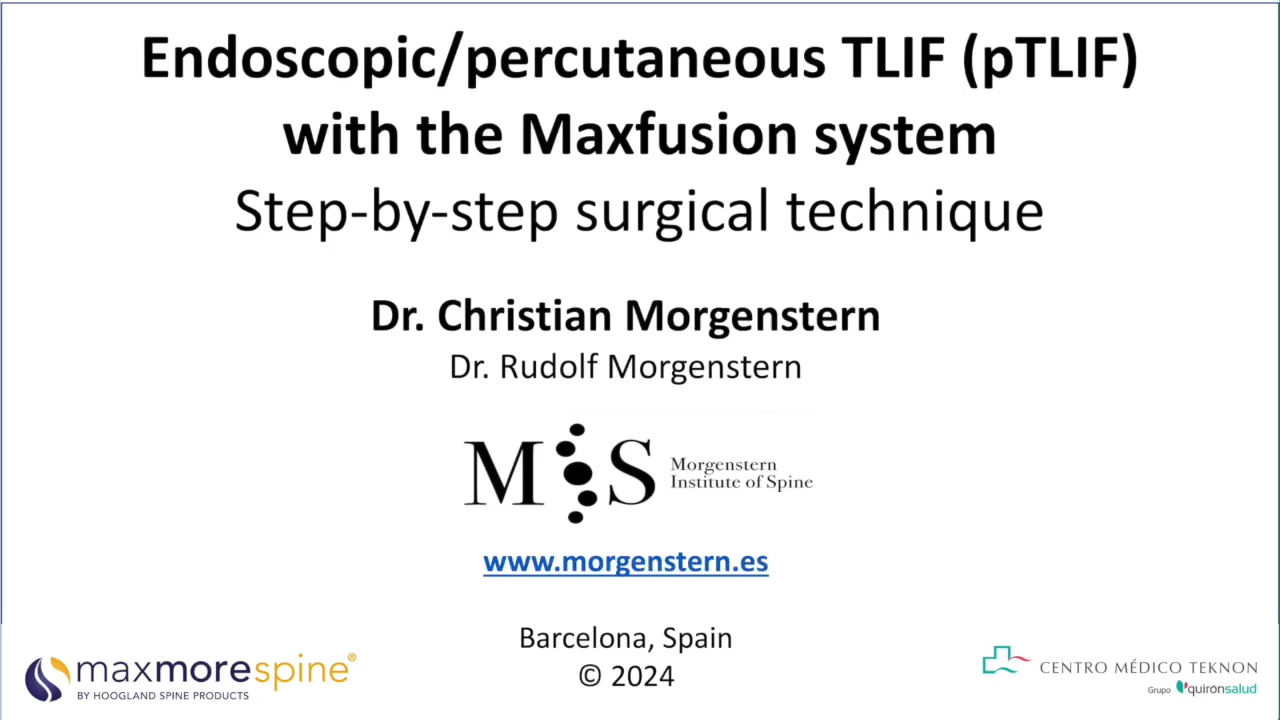 Endoscopic/percutaneous TLIF (pTLIF)
with the Maxfusion system
Step-by-step surgical technique
Dr. Christian Morgenstern
Dr. Rudolf Morgenstern
M S
Morgenstern
Institute of Spine
www.morgenstern.es
Barcelona, Spain
© 2024
maxmorespine®
BY HOOGLAND SPINE PRODUCTS
CENTRO MÉDICO TEKNON
Grupo quirónsalud